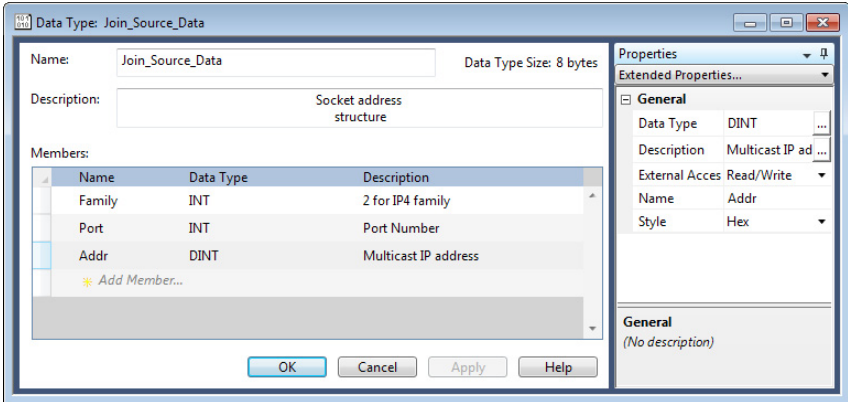 Data Type: Join_Source_Data
Name:
Join_Source_Data
Data Type Size: 8 bytes
Description:
Socket address
structure
Members:
Name Data Type Description
Family INT 2 for IP4 family
Port INT Port Number
Addr DINT Multicast IP address
Add Member...
OK Cancel Apply Help
Properties
Extended Properties...
General
Data Type DINT ...
Description Multicast IP ad ...
External Acces Read/Write
Name Addr
Style Hex
General
(No description)